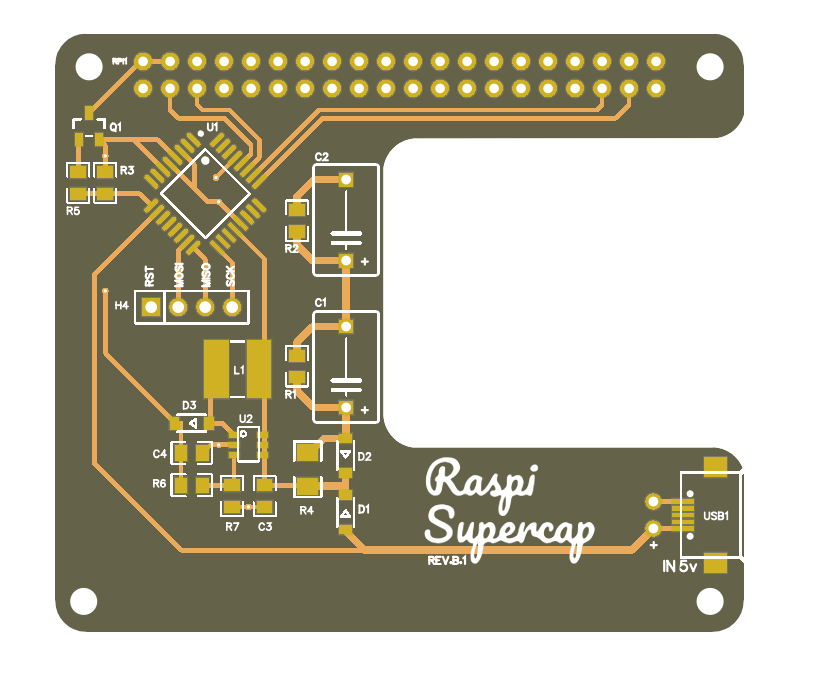 RPI1
Q1
U1
R3
R5
C2
R2
+
RST
MOSI
MISO
SCK
H4
C1
L1
R1
+
D3
U2
C4
D2
R6
R4
D1
R7
C3
Raspi
Supercap
REV.B.1
USB1
+
IN 5v